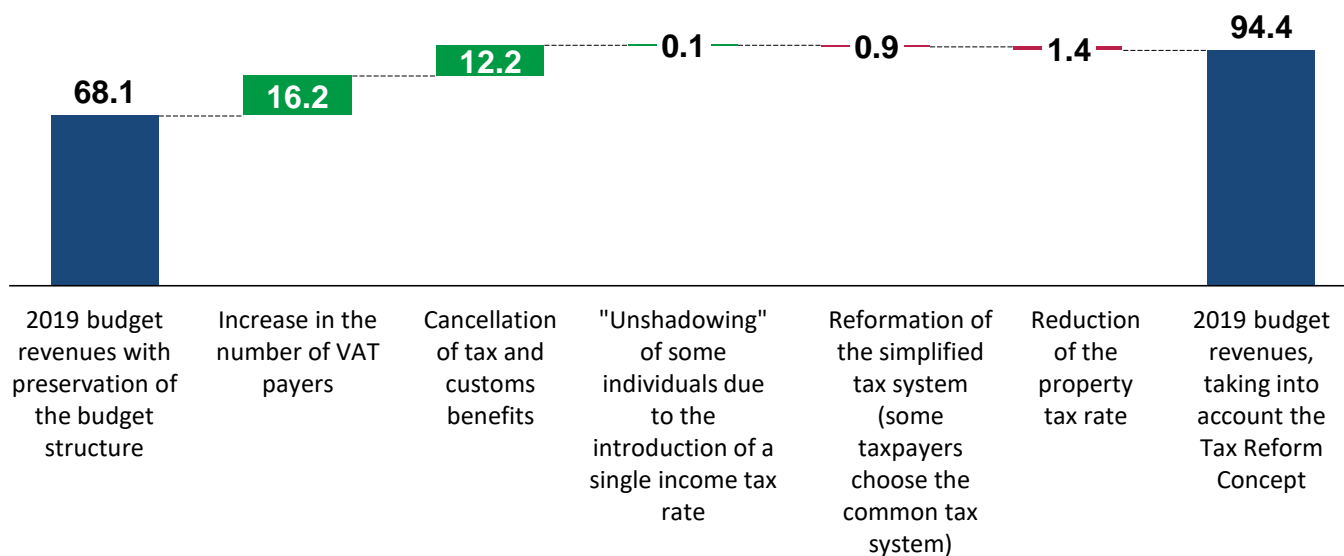 68.1
16.2
12.2
0.1
0.9
1.4
94.4
2019 budget
revenues with
preservation of
the budget
structure
Increase in the
number of VAT
payers
Cancellation
of tax and
customs
benefits
"Unshadowing"
of some
individuals due
to the
introduction of a
single income tax
rate
Reformation of
the simplified
tax system
(some
taxpayers
choose the
common tax
system)
Reduction
of the
property
tax rate
2019 budget
revenues,
taking into
account the
Tax Reform
Concept